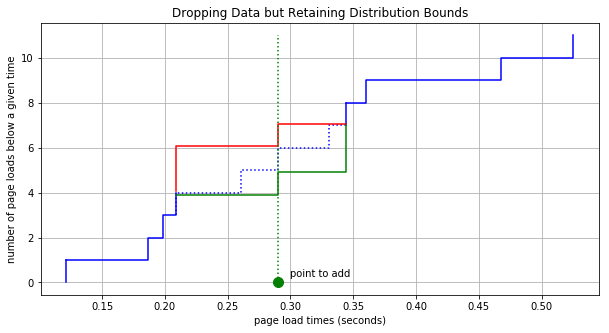 Dropping Data but Retaining Distribution Bounds
number of page loads below a given time
10
8
6
4
2
0
point to add
0.15 0.20 0.25 0.30 0.35 0.40 0.45 0.50
page load times (seconds)